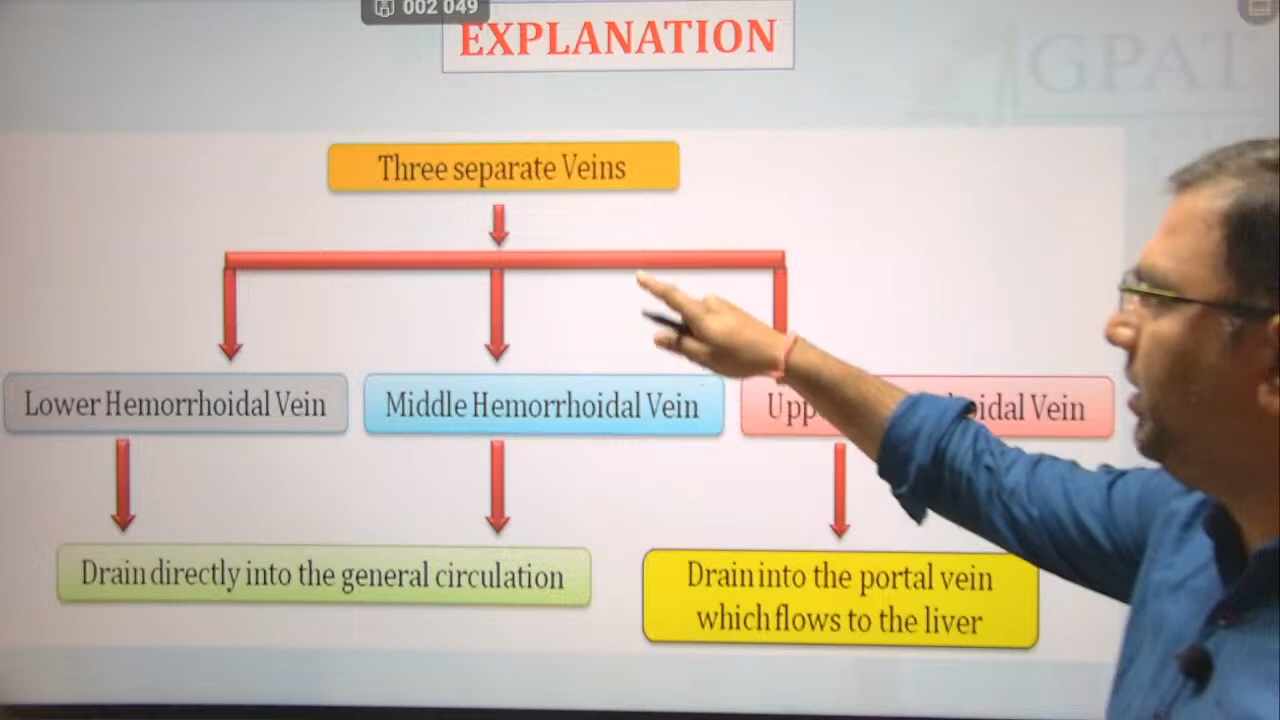 002 049
EXPLANATION
GPAT
Three separate Veins
Lower Hemorrhoidal Vein
Middle Hemorrhoidal Vein
Vein
Drain directly into the general circulation
Drain into the portal vein
which flows to the liver